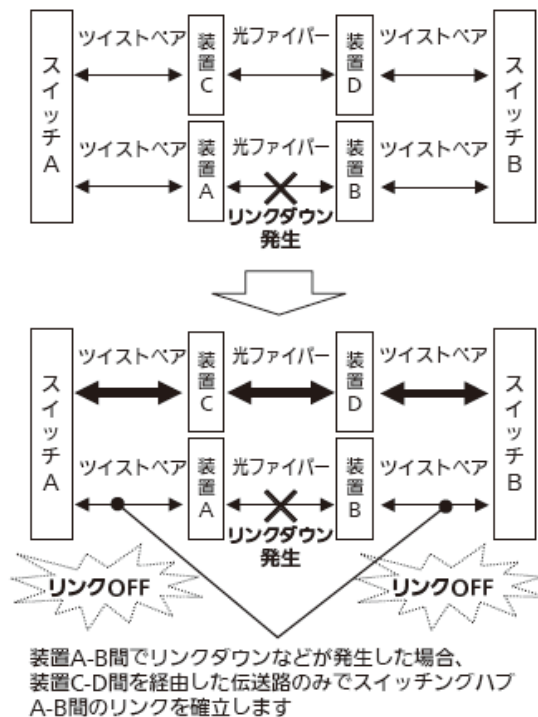 ツイストペア 光ファイバー ツイストペア
スイッチA
装置C
装置D
スイッチB
ツイストペア 光ファイバー ツイストペア
装置A
装置B
リンクダウン
発生
ツイストペア 光ファイバー ツイストペア
スイッチA
装置C
装置D
スイッチB
ツイストペア 光ファイバー ツイストペア
装置A
装置B
リンクダウン
発生
リンクOFF
リンクOFF
装置A-B間でリンクダウンなどが発生した場合、
装置C-D間を経由した伝送路のみでスイッチングハブ
A-B間のリンクを確立します